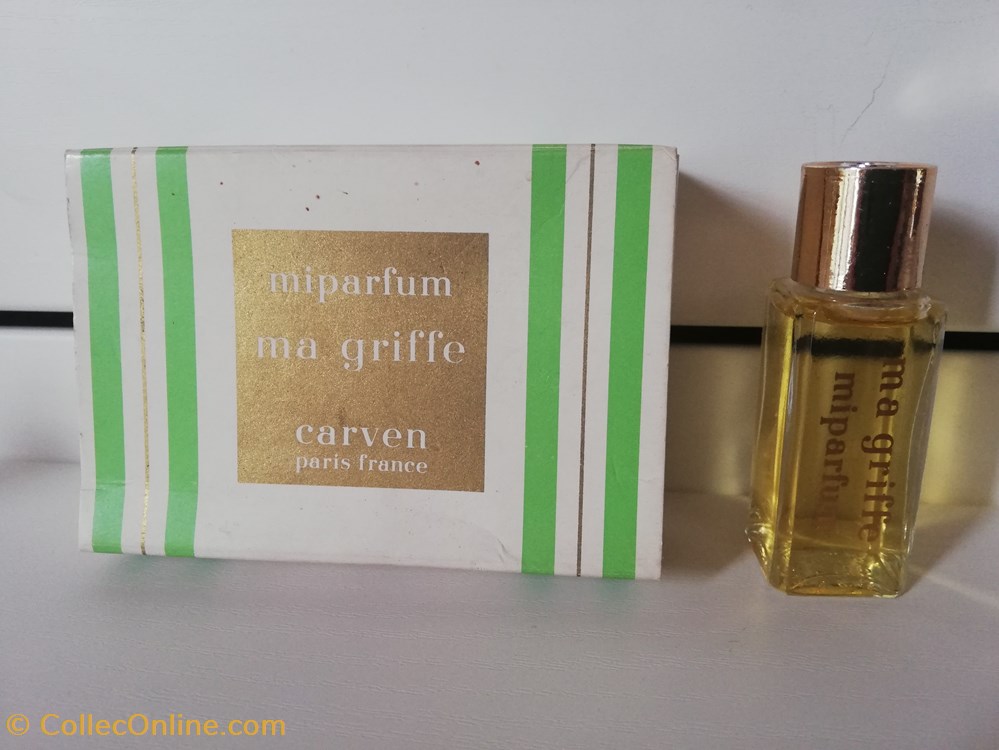 miparfum
ma griffe
carven
paris france
ma griffe
miparfum
© CollecOnline.com